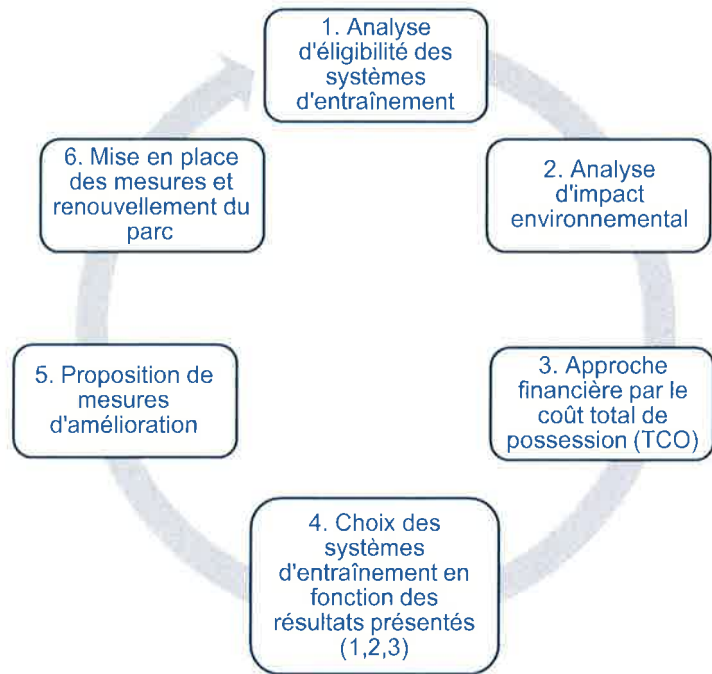 1. Analyse
d'éligibilité des
systèmes
d'entraînement
2. Analyse
d'impact
environnemental
3. Approche
financière par le
coût total de
possession (TCO)
4. Choix des
systèmes
d'entraînement en
fonction des
résultats présentés
(1,2,3)
5. Proposition de
mesures
d'amélioration
6. Mise en place
des mesures et
renouvellement du
parc